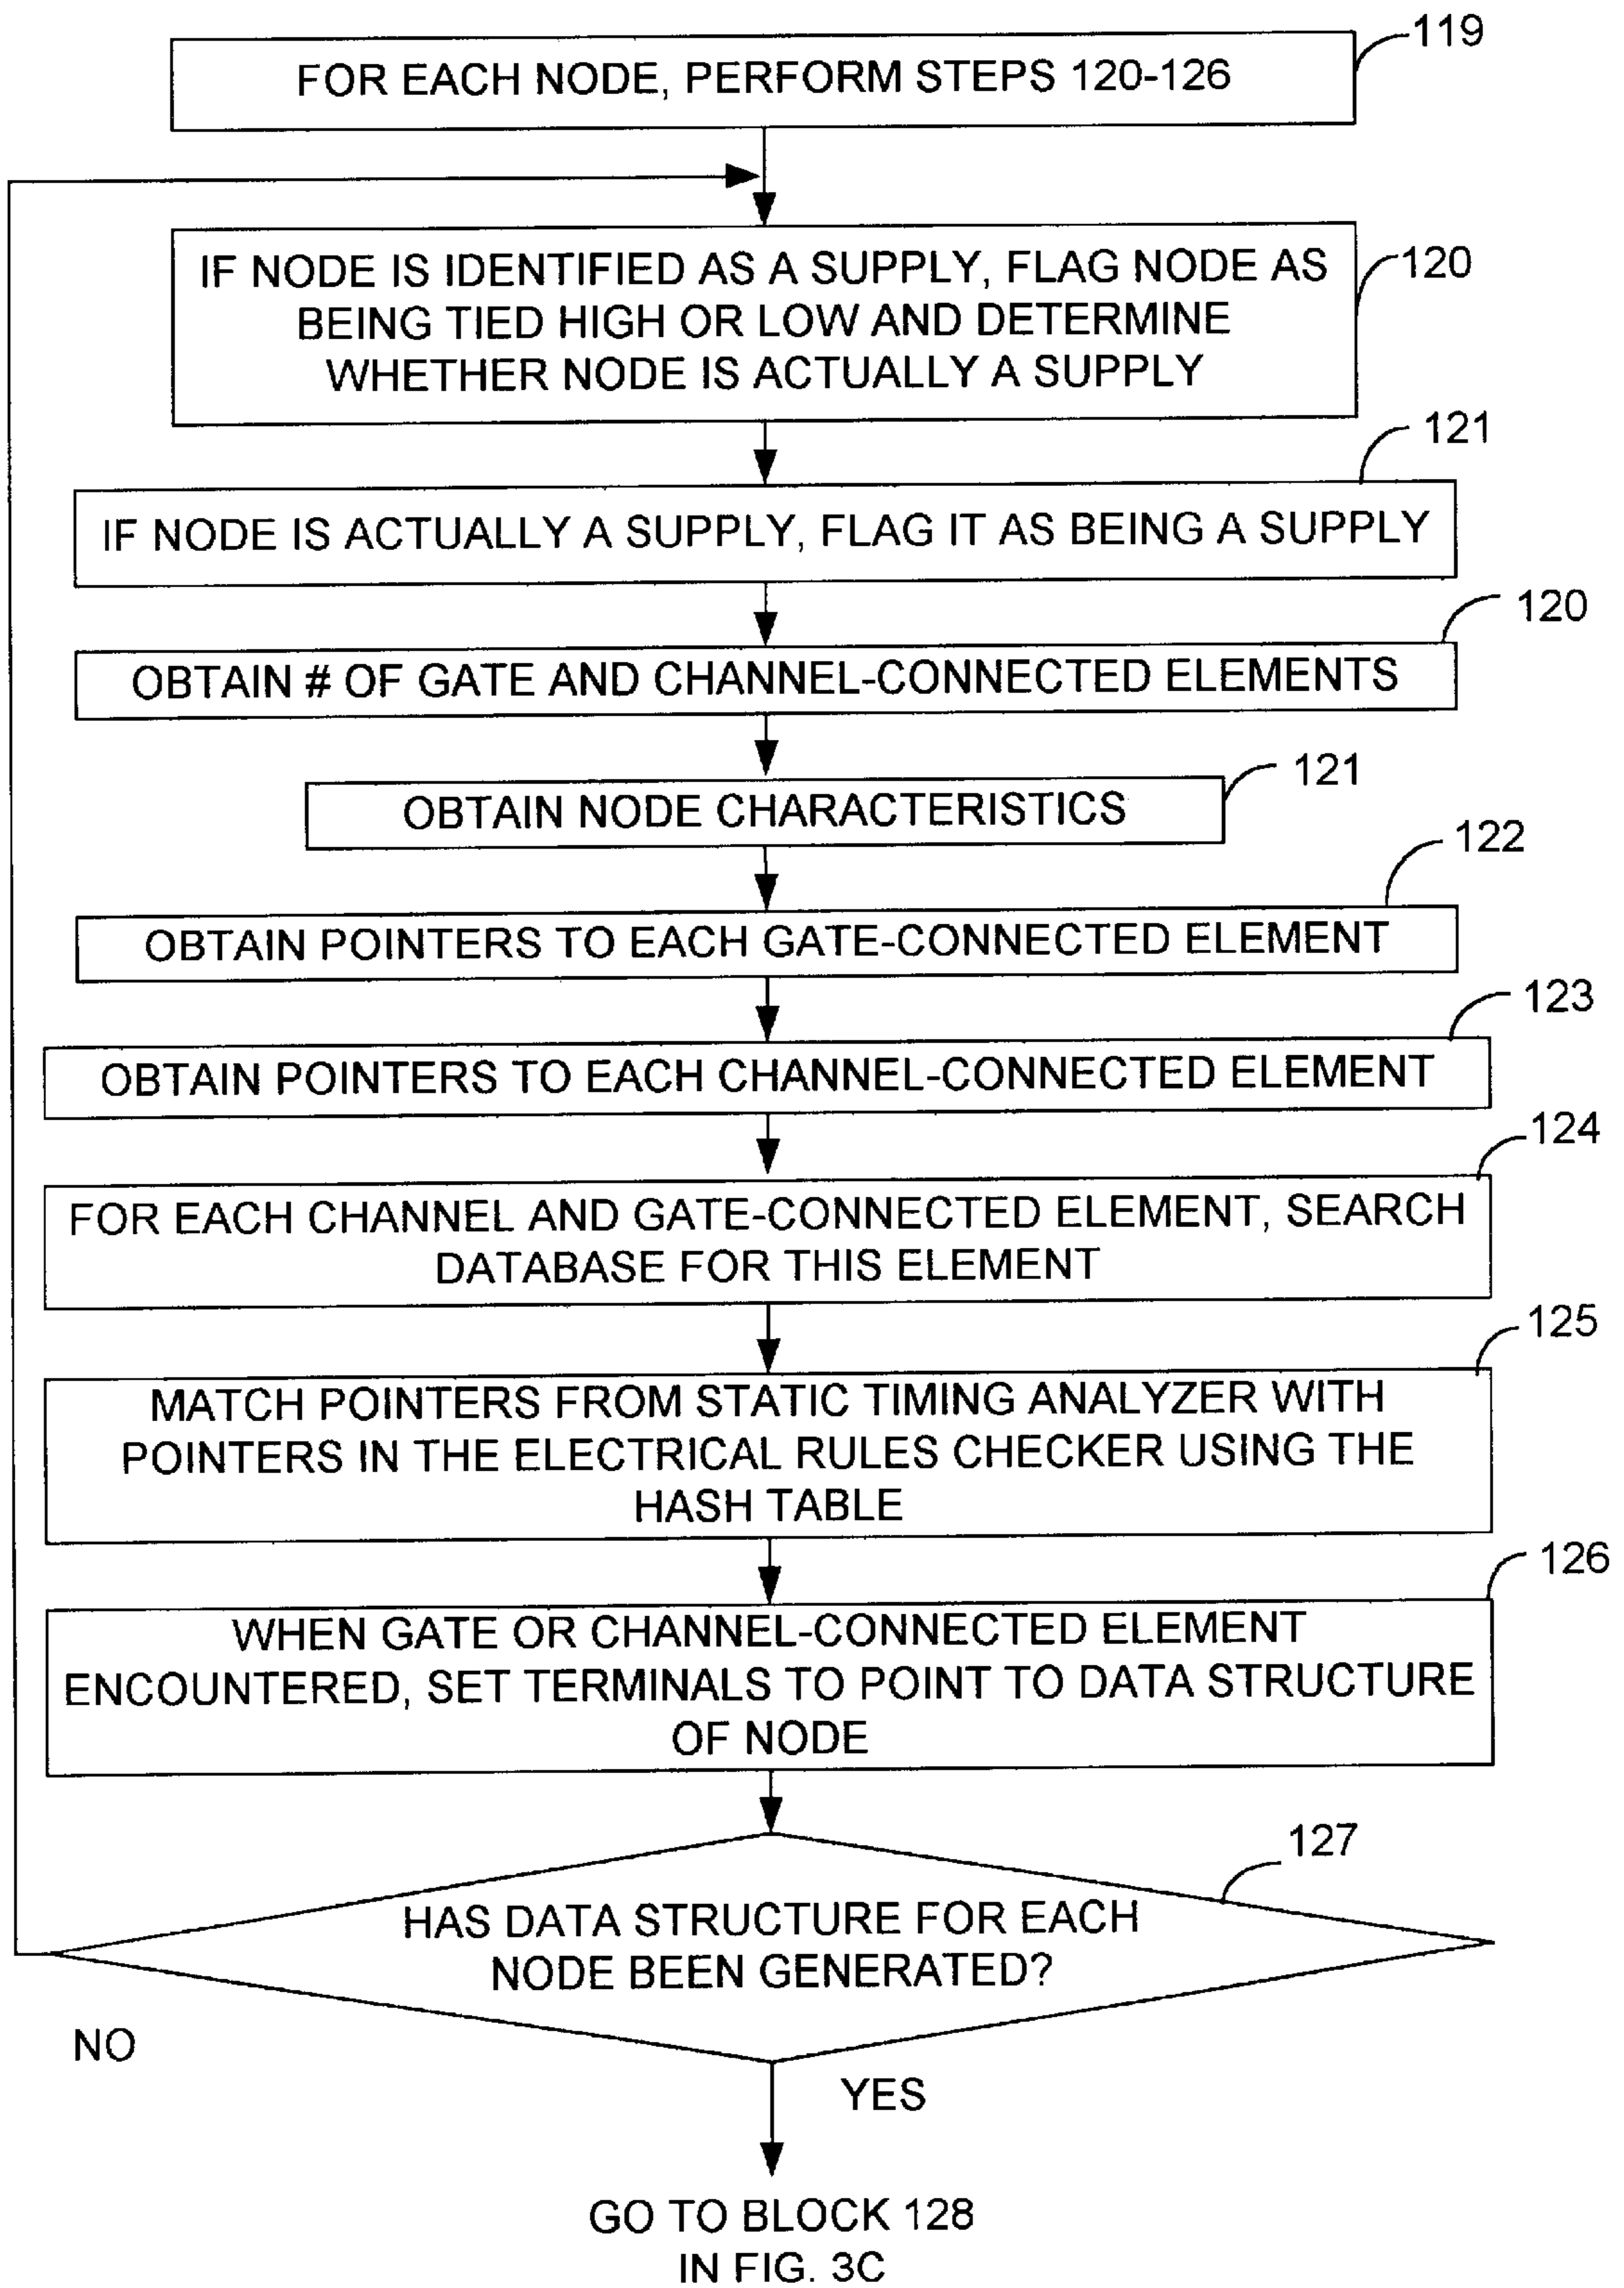 119
FOR EACH NODE, PERFORM STEPS 120-126
IF NODE IS IDENTIFIED AS A SUPPLY, FLAG NODE AS
BEING TIED HIGH OR LOW AND DETERMINE
WHETHER NODE IS ACTUALLY A SUPPLY
120
121
IF NODE IS ACTUALLY A SUPPLY, FLAG IT AS BEING A SUPPLY
120
OBTAIN # OF GATE AND CHANNEL-CONNECTED ELEMENTS
121
OBTAIN NODE CHARACTERISTICS
122
OBTAIN POINTERS TO EACH GATE-CONNECTED ELEMENT
123
OBTAIN POINTERS TO EACH CHANNEL-CONNECTED ELEMENT
124
FOR EACH CHANNEL AND GATE-CONNECTED ELEMENT, SEARCH
DATABASE FOR THIS ELEMENT
125
MATCH POINTERS FROM STATIC TIMING ANALYZER WITH
POINTERS IN THE ELECTRICAL RULES CHECKER USING THE
HASH TABLE
126
WHEN GATE OR CHANNEL-CONNECTED ELEMENT
ENCOUNTERED, SET TERMINALS TO POINT TO DATA STRUCTURE
OF NODE
127
HAS DATA STRUCTURE FOR EACH
NODE BEEN GENERATED?
NO
YES
GO TO BLOCK 128
IN FIG. 3C